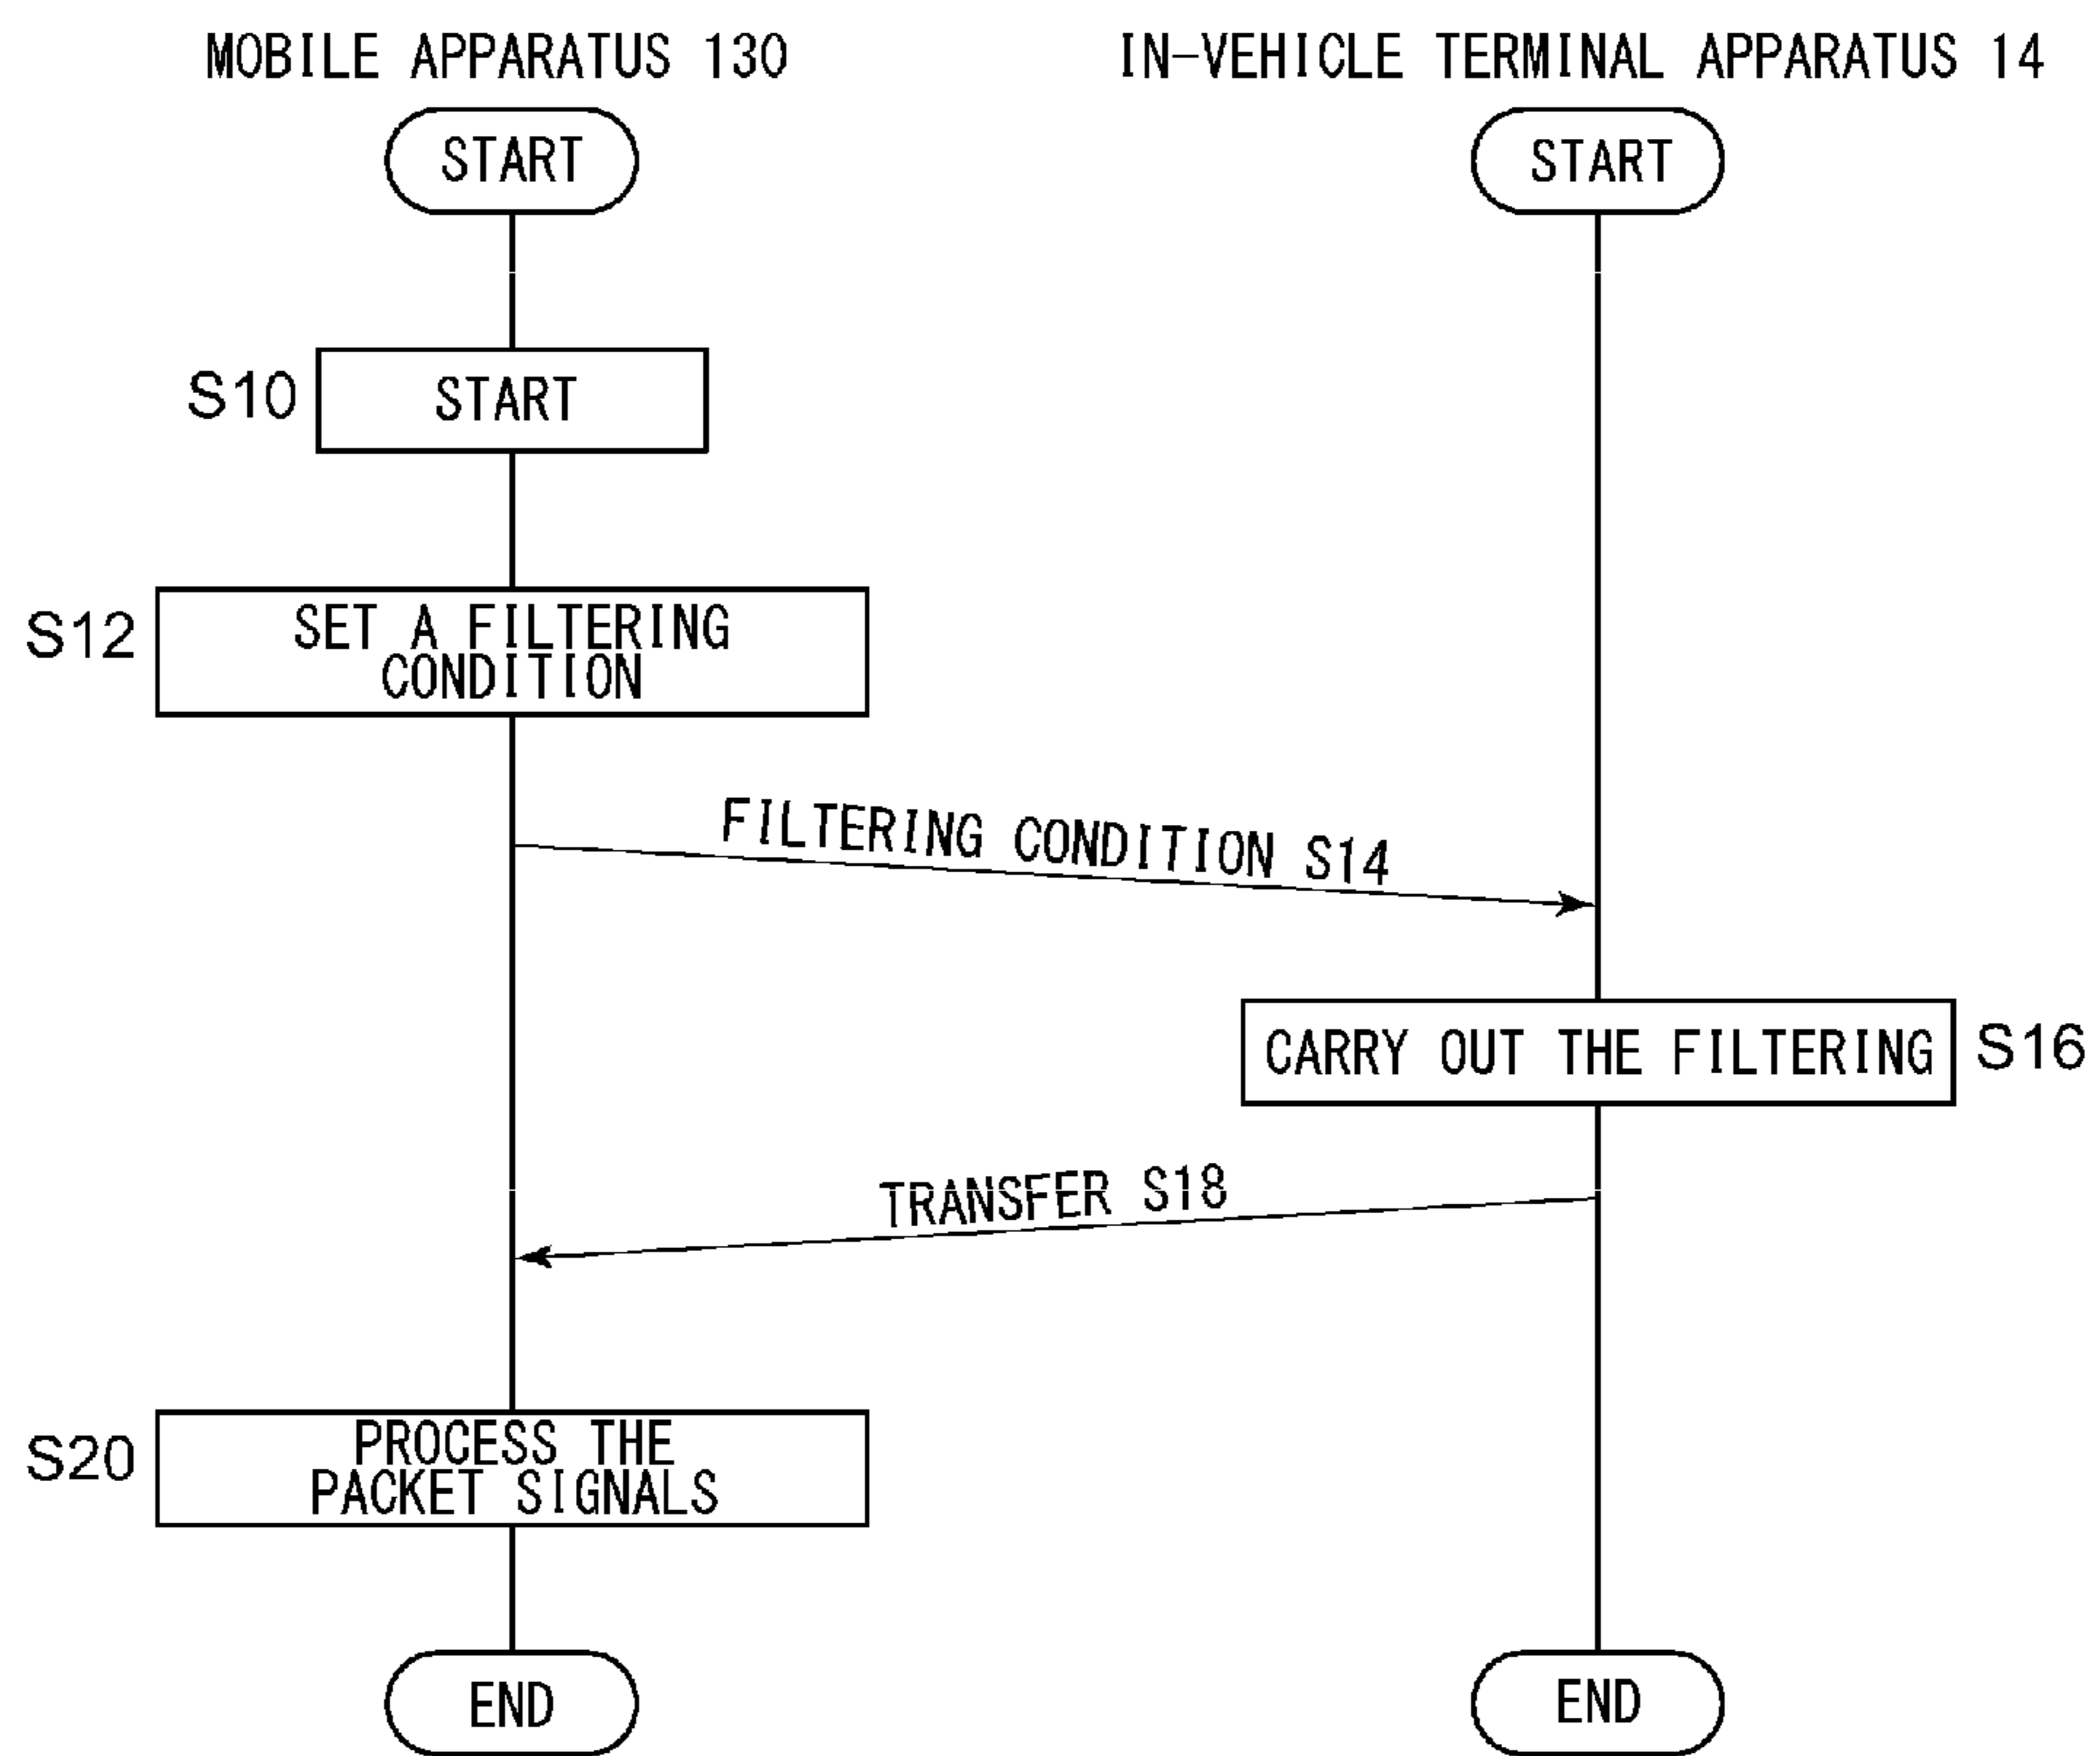 MOBILE APPARATUS 130
IN-VEHICLE TERMINAL APPARATUS 14
START
START
S10
START
S12
SET A FILTERING
CONDITION
FILTERING CONDITION S14
CARRY OUT THE FILTERING
S16
TRANSFER S18
S20
PROCESS THE
PACKET SIGNALS
END
END